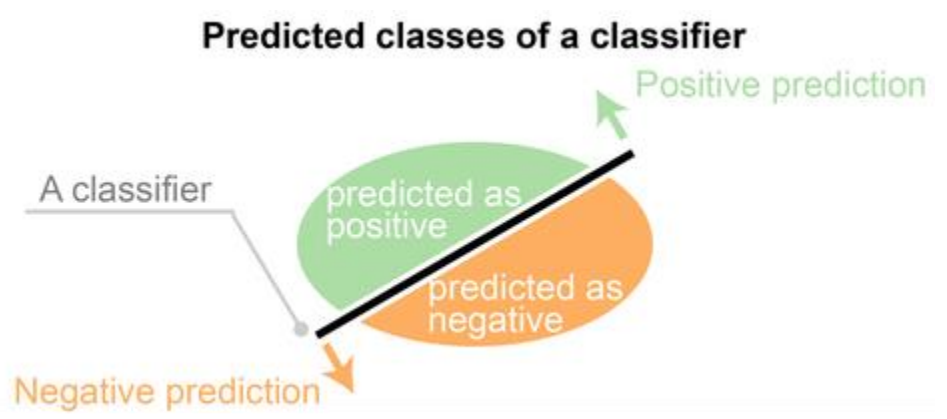 Predicted classes of a classifier
Positive prediction
A classifier
predicted as
positive
predicted as
negative
Negative prediction